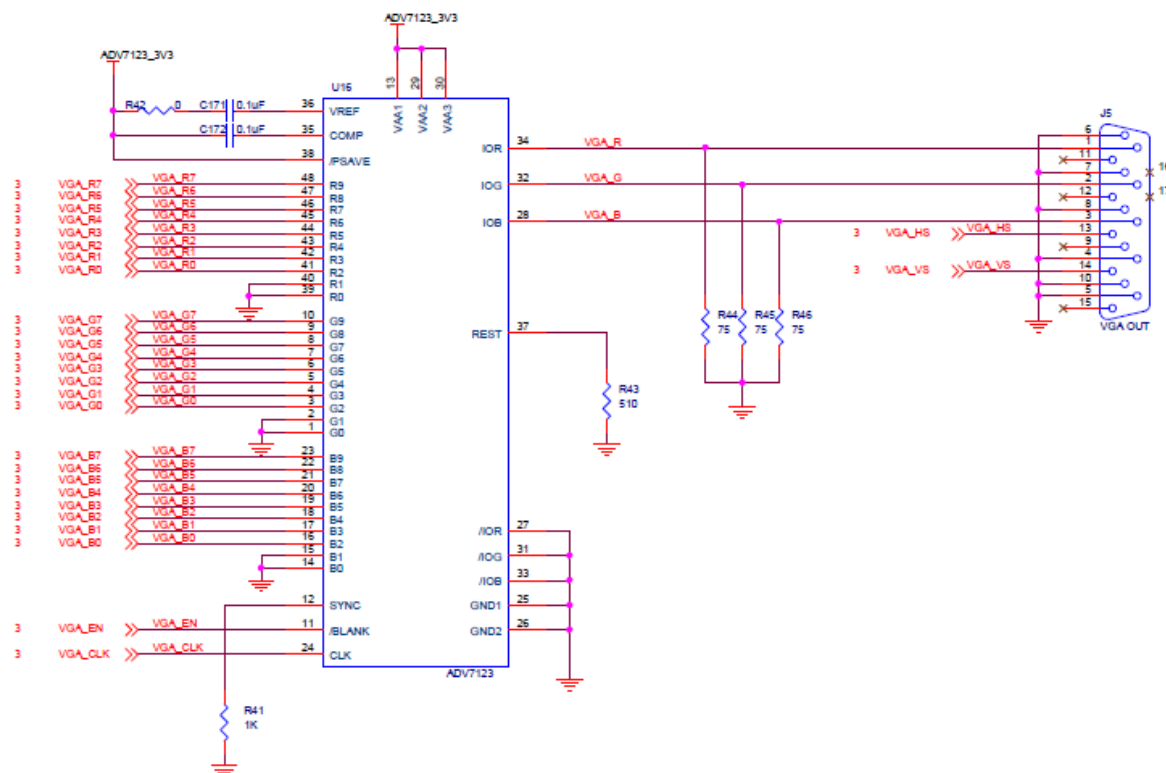 ADV7123_3V3
ADV7123_3V3
U15
13 29 30
VAA1 VAA2 VAA3
R42 0 C171 0.1uF 36 VREF
C172 0.1uF 35 COMP
38 /PSAVE
3 VGA_R7 VGA_R7 48 R9
3 VGA_R6 VGA_R6 47 R8
3 VGA_R5 VGA_R5 46 R7
3 VGA_R4 VGA_R4 45 R6
3 VGA_R3 VGA_R3 44 R5
3 VGA_R2 VGA_R2 43 R4
3 VGA_R1 VGA_R1 42 R3
3 VGA_R0 VGA_R0 41 R2
40 R1
39 R0
3 VGA_G7 VGA_G7 10 G9
3 VGA_G6 VGA_G6 9 G8
3 VGA_G5 VGA_G5 8 G7
3 VGA_G4 VGA_G4 7 G6
3 VGA_G3 VGA_G3 6 G5
3 VGA_G2 VGA_G2 5 G4
3 VGA_G1 VGA_G1 4 G3
3 VGA_G0 VGA_G0 3 G2
2 G1
1 G0
3 VGA_B7 VGA_B7 23 B9
3 VGA_B6 VGA_B6 22 B8
3 VGA_B5 VGA_B5 21 B7
3 VGA_B4 VGA_B4 20 B6
3 VGA_B3 VGA_B3 19 B5
3 VGA_B2 VGA_B2 18 B4
3 VGA_B1 VGA_B1 17 B3
3 VGA_B0 VGA_B0 16 B2
15 B1
14 B0
12 SYNC
3 VGA_EN VGA_EN 11 /BLANK
3 VGA_CLK VGA_CLK 24 CLK
R41
1K
IOR 34 VGA_R
IOG 32 VGA_G
IOB 28 VGA_B
REST 37
R43
510
/IOR 27
/IOG 31
/IOB 33
GND1 25
GND2 26
ADV7123
R44
75
R45
75
R46
75
3 VGA_HS VGA_HS
3 VGA_VS VGA_VS
J5
6
1
11
7
2
12
8
3
13
9
4
14
10
5
15
17
VGA OUT